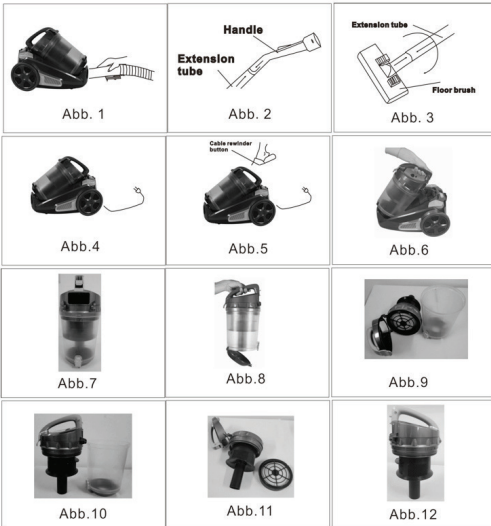 Abb. 1
Handle
Extension
tube
Abb. 2
Extension tube
Floor brush
Abb. 3
Abb.4
Cable rewinder
button
Abb.5
Abb.6
Abb.7
Abb.8
Abb.9
Abb.10
Abb.11
Abb.12